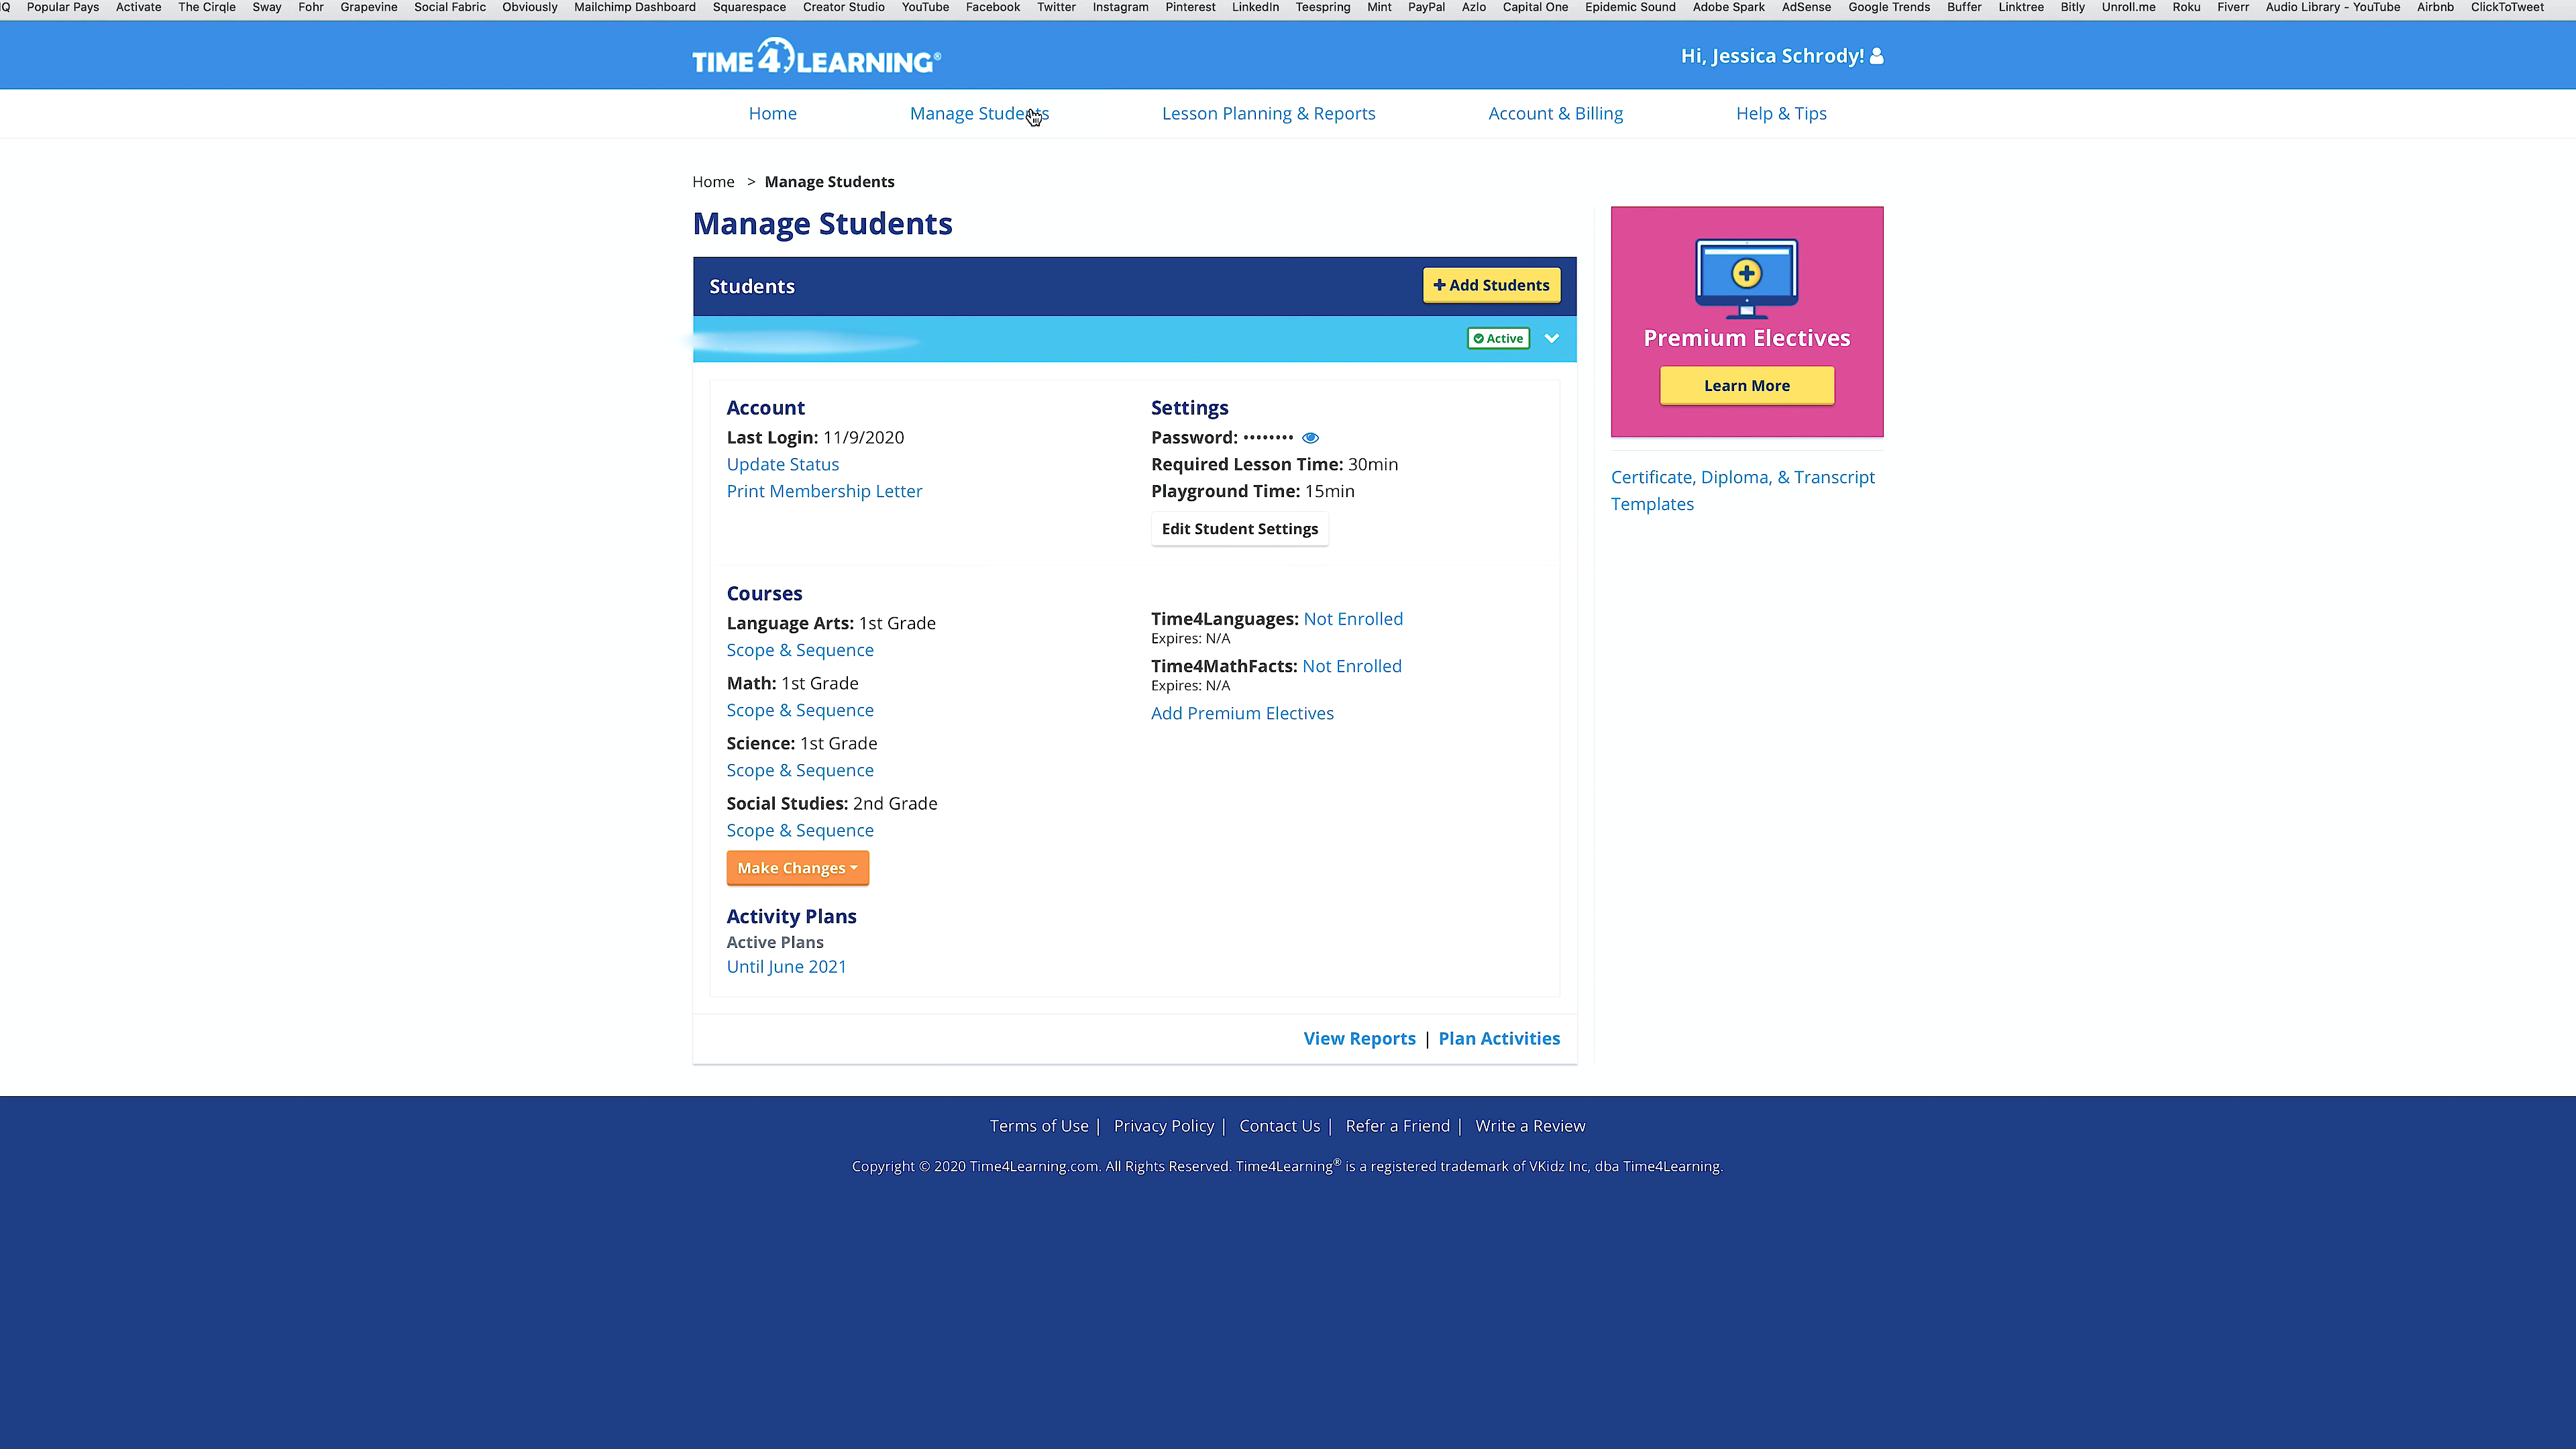 IQ Popular Pays Activate The Cirqle Sway Fohr Grapevine Social Fabric Obviously Mailchimp Dashboard Squarespace Creator Studio YouTube Facebook Twitter Instagram Pinterest LinkedIn Teespring Mint PayPal Azlo Capital One Epidemic Sound Adobe Spark AdSense Google Trends Buffer Linktree Bitly Unroll.me Roku Fiverr Audio Library - YouTube Airbnb ClickToTweet
TIME4LEARNING®
Hi, Jessica Schrody!
Home Manage Students Lesson Planning & Reports Account & Billing Help & Tips
Home > Manage Students
Manage Students
Students
+ Add Students
Active
Account
Last Login: 11/9/2020
Update Status
Print Membership Letter
Settings
Password: ••••••••
Required Lesson Time: 30min
Playground Time: 15min
Edit Student Settings
Courses
Language Arts: 1st Grade
Scope & Sequence
Math: 1st Grade
Scope & Sequence
Science: 1st Grade
Scope & Sequence
Social Studies: 2nd Grade
Scope & Sequence
Make Changes
Time4Languages: Not Enrolled
Expires: N/A
Time4MathFacts: Not Enrolled
Expires: N/A
Add Premium Electives
Activity Plans
Active Plans
Until June 2021
View Reports | Plan Activities
Premium Electives
Learn More
Certificate, Diploma, & Transcript
Templates
Terms of Use | Privacy Policy | Contact Us | Refer a Friend | Write a Review
Copyright © 2020 Time4Learning.com. All Rights Reserved. Time4Learning® is a registered trademark of VKidz Inc, dba Time4Learning.